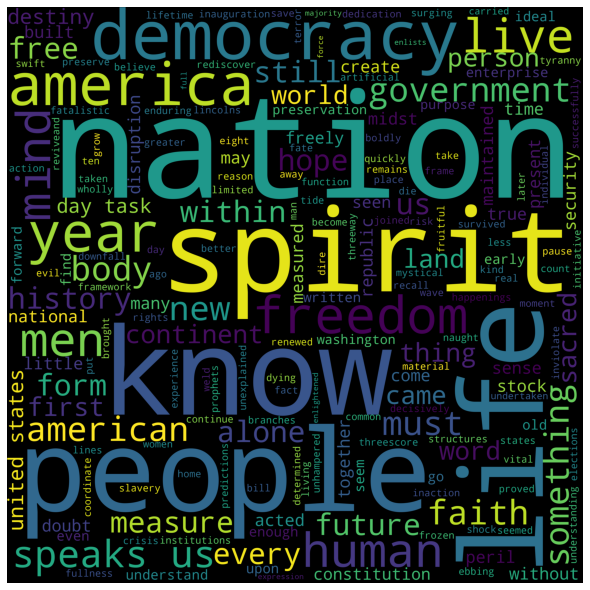 destiny
built
lifetime
inauguration
save
dedication
surging
majority
carried
swift
preserve
force
terror
enlists
rediscover
tyranny
believe
full
artificial
ideal
free
democracy
live
person
america
still
create
enterprise
world
government
fatalistic
enduring
lincolns
preservation
purpose
time
action
grow
greater
fate
midst
boldly
successfully
reviveand
mind
disruption
nation
freely
maintained
present
individual
wholly
ten
eight
quickly
take
remains
frame
may
reason
away
hope
taken
limited
function
place
die
later
security
day task
within
seen
us
true
initiative
forward
downfall
day
man
become
tide
joined
risk
threeway
survived
fruitful
year
spirit
better
evil
find
body
measured
republic
land
less
pause
early
count
framework
ago
dire
mystical
kind
real
history
many
new
written
recall
wave
happenings
moment
sacred
national
rights
renewed
washington
men
brought
continent
freedom
thing
sense
inviolate
little
put
know
experience
weld
prophets
unexplained
dying
fact
material
decisively
naught
undertaken
form
come
stock
life
first
came
american
alone
must
continue
branches
enlightened
common
structures
states
old
something
understanding
elections
united states
lines
women
threescore
vital
home
determined
living
unhampered
together
word
go
proved
coordinate
slavery
predictions
bill
seem
inaction
people
faith
doubt
measure
acted
future
peril
frozen
shock
seemed
even
crisis
institutions
enough
human
without
speaks us
every
constitution
ebbing
fullness
understand
upon
expression